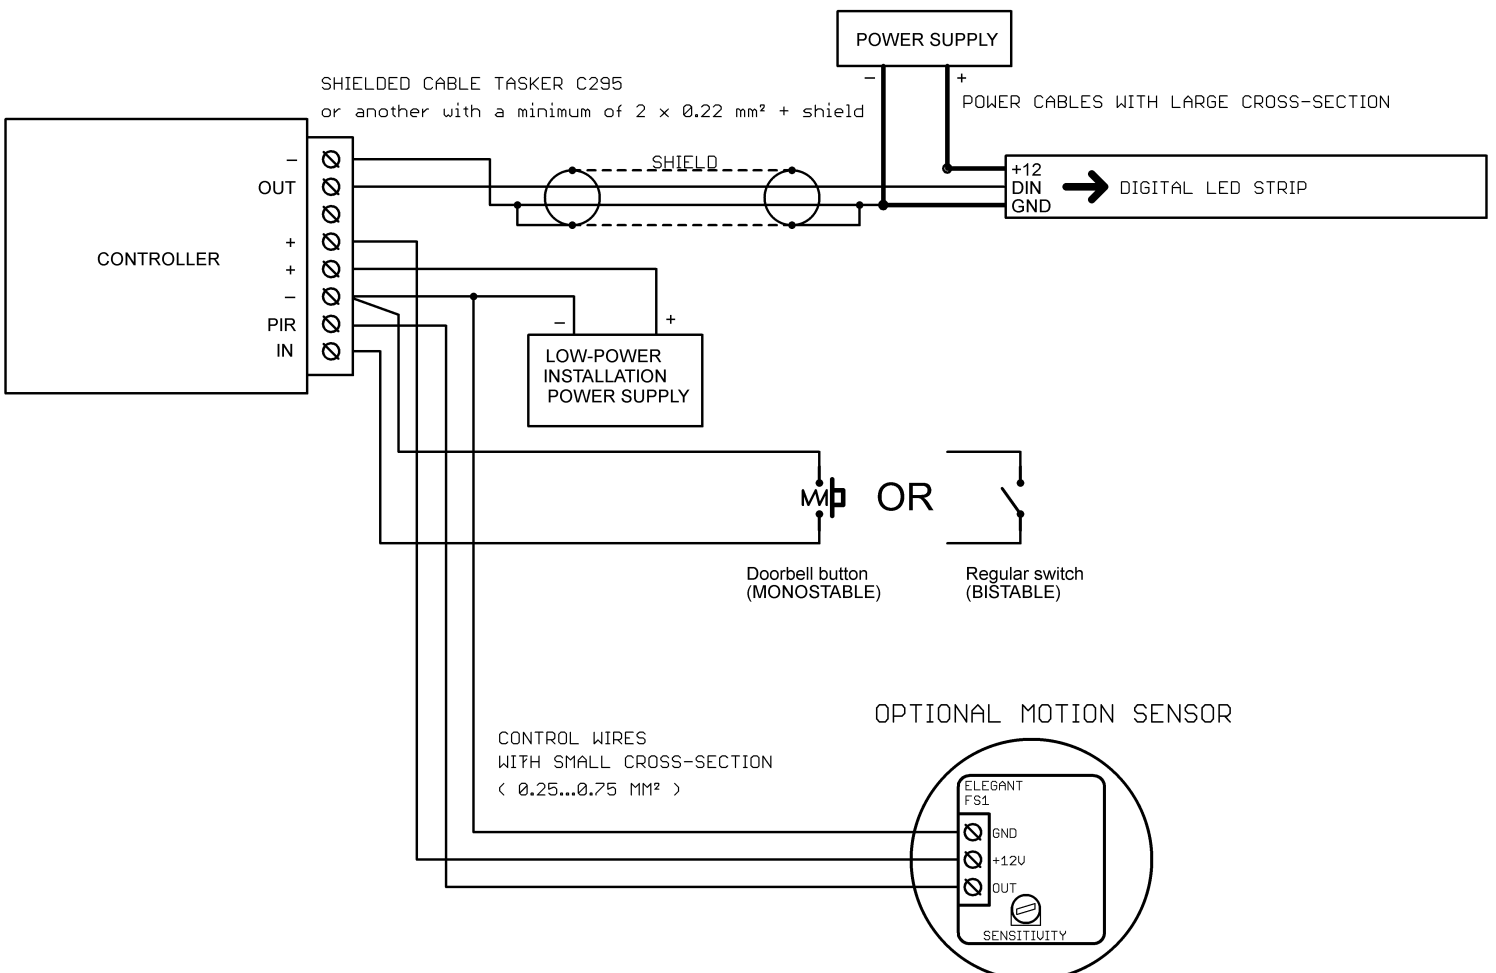 POWER SUPPLY
– +
SHIELDED CABLE TASKER C295
or another with a minimum of 2 x 0.22 mm² + shield
POWER CABLES WITH LARGE CROSS-SECTION
SHIELD
+12
DIN
GND
DIGITAL LED STRIP
CONTROLLER
–
OUT
+
+
–
PIR
IN
– +
LOW-POWER
INSTALLATION
POWER SUPPLY
OR
Doorbell button
(MONOSTABLE)
Regular switch
(BISTABLE)
OPTIONAL MOTION SENSOR
CONTROL WIRES
WITH SMALL CROSS-SECTION
( 0.25...0.75 MM² )
ELEGANT
FS1
GND
+12V
OUT
SENSITIVITY